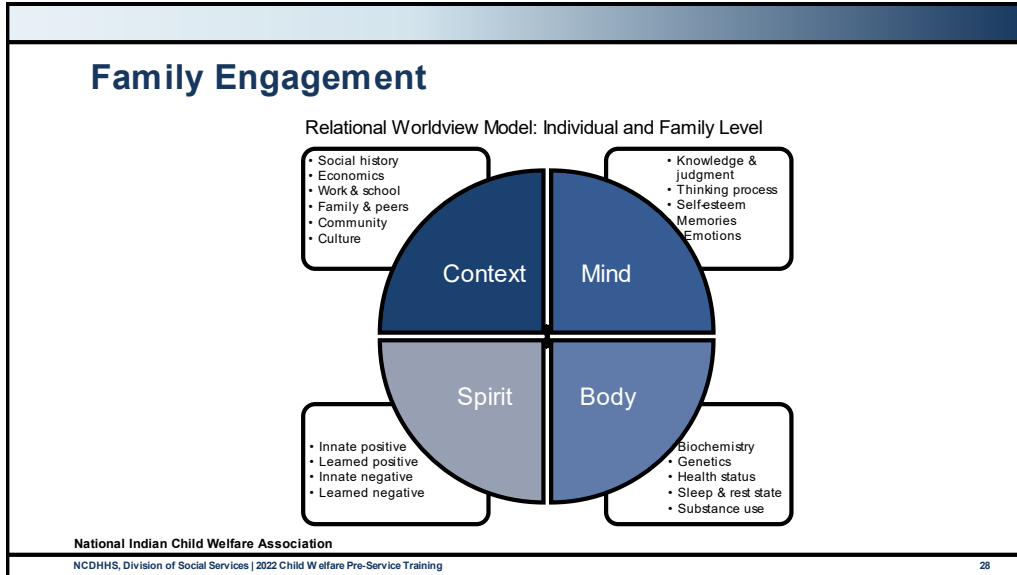 Family Engagement
Relational Worldview Model: Individual and Family Level
• Social history
• Economics
• Work & school
• Family & peers
• Community
• Culture
• Knowledge &
judgment
• Thinking process
• Self-esteem
Memories
Emotions
Context
Mind
Spirit
Body
• Innate positive
• Learned positive
• Innate negative
• Learned negative
Biochemistry
• Genetics
• Health status
• Sleep & rest state
• Substance use
National Indian Child Welfare Association
NCDHHS, Division of Social Services | 2022 Child Welfare Pre-Service Training
28